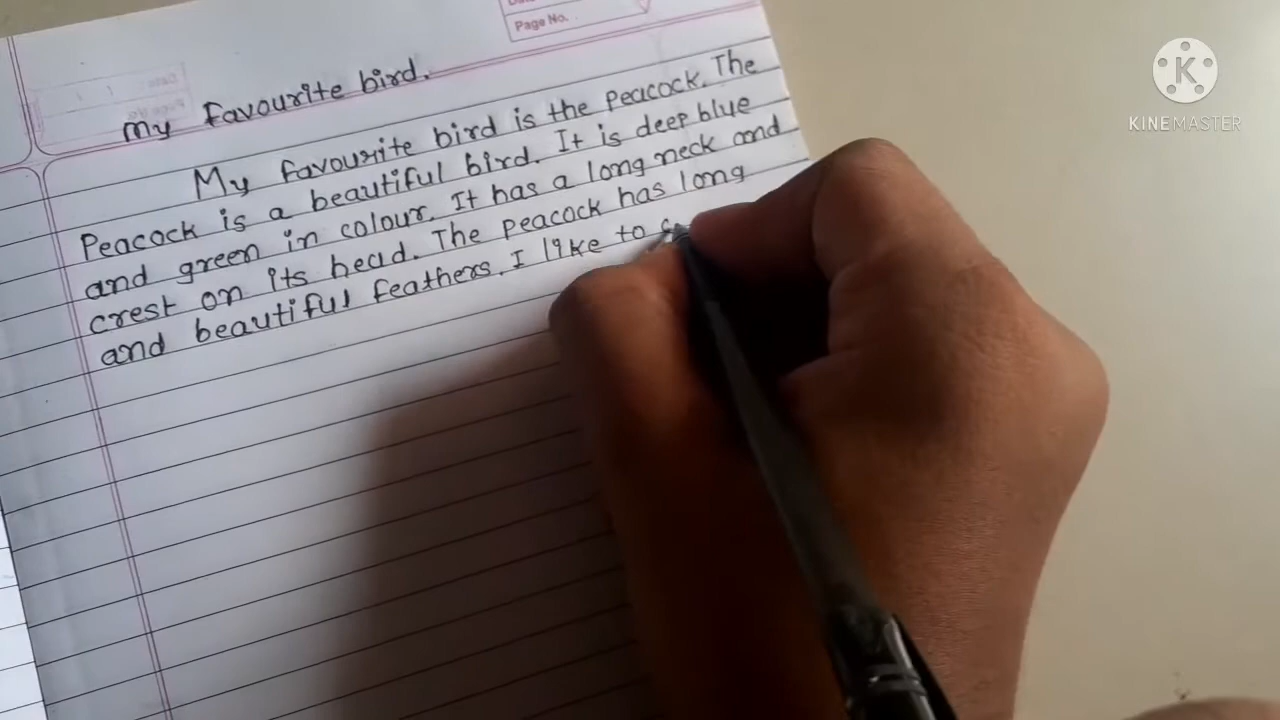 Page No.
My favourite bird.
My favourite bird is the Peacock. The
Peacock is a beautiful bird. It is deep blue
and green in colour. It has a long neck and
crest on its head. The Peacock has long
and beautiful feathers. I like to
K
KINEMASTER